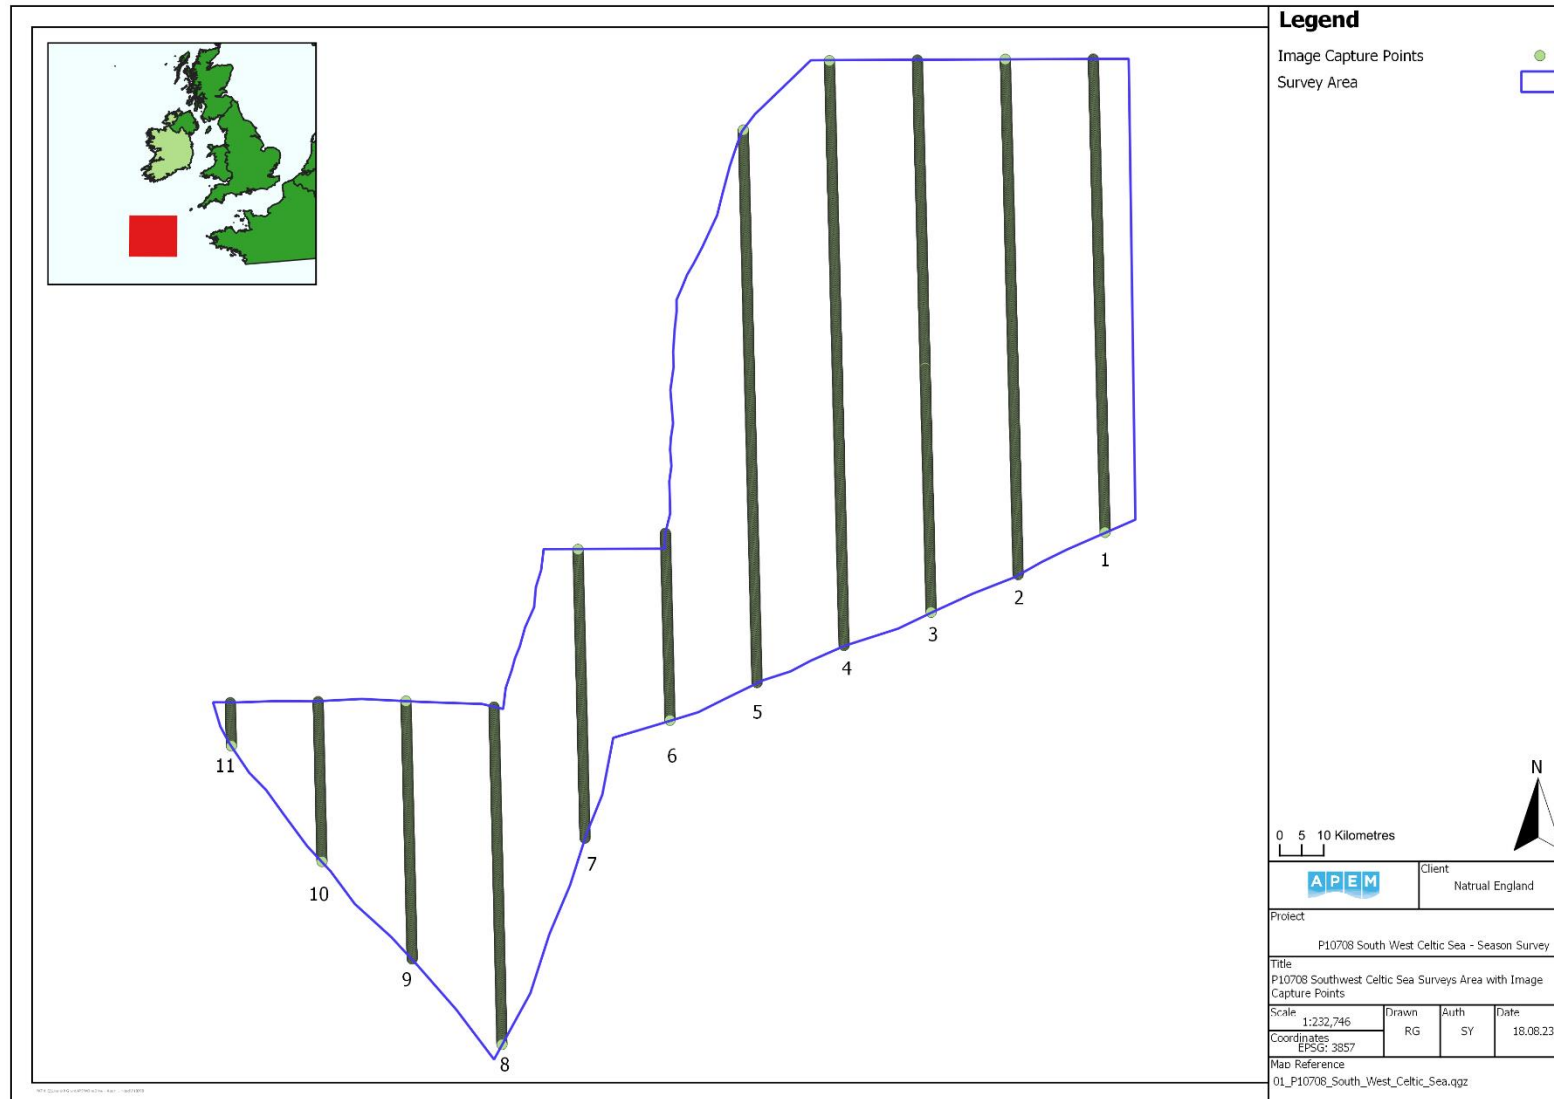 Legend
Image Capture Points
Survey Area
1
2
3
4
5
6
7
8
9
10
11
N
0 5 10 Kilometres
APEM
Client
Natrual England
Project
P10708 South West Celtic Sea - Season Survey
Title
P10708 Southwest Celtic Sea Surveys Area with Image
Capture Points
Scale
1:232,746
Coordinates
EPSG: 3857
Drawn
RG
Auth
SY
Date
18.08.23
Map Reference
01_P10708_South_West_Celtic_Sea.qgz